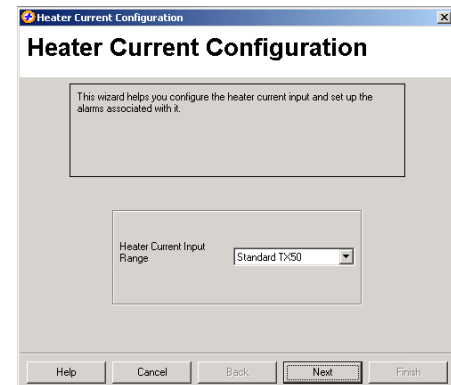 Heater Current Configuration
Heater Current Configuration
This wizard helps you configure the heater current input and set up the
alarms associated with it.
Heater Current Input
Range
Standard TX50
Help
Cancel
Back
Next
Finish